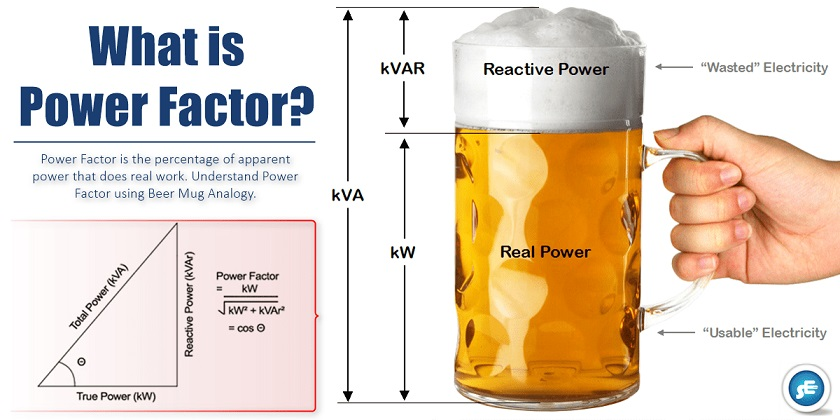 What is
Power Factor?
Power Factor is the percentage of apparent
power that does real work. Understand Power
Factor using Beer Mug Analogy.
Total Power (kVA)
Reactive Power (kVAr)
Θ
True Power (kW)
Power Factor
= kW
√kW² + kVAr²
= cos Θ
kVA
kVAR
kW
Reactive Power
Real Power
“Wasted” Electricity
“Usable” Electricity
SE